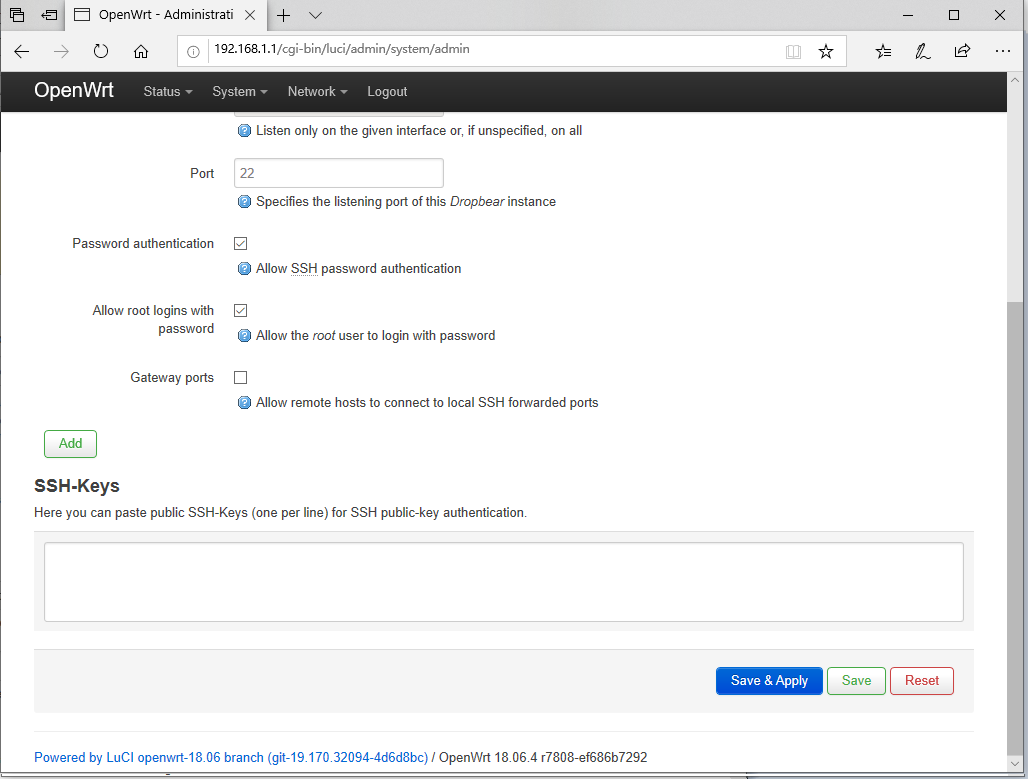 OpenWrt - Administrati
192.168.1.1/cgi-bin/luci/admin/system/admin
OpenWrt Status System Network Logout
Listen only on the given interface or, if unspecified, on all
Port 22
Specifies the listening port of this Dropbear instance
Password authentication
Allow SSH password authentication
Allow root logins with
password
Allow the root user to login with password
Gateway ports
Allow remote hosts to connect to local SSH forwarded ports
Add
SSH-Keys
Here you can paste public SSH-Keys (one per line) for SSH public-key authentication.
Save & Apply Save Reset
Powered by LuCI openwrt-18.06 branch (git-19.170.32094-4d6d8bc) / OpenWrt 18.06.4 r7808-ef686b7292